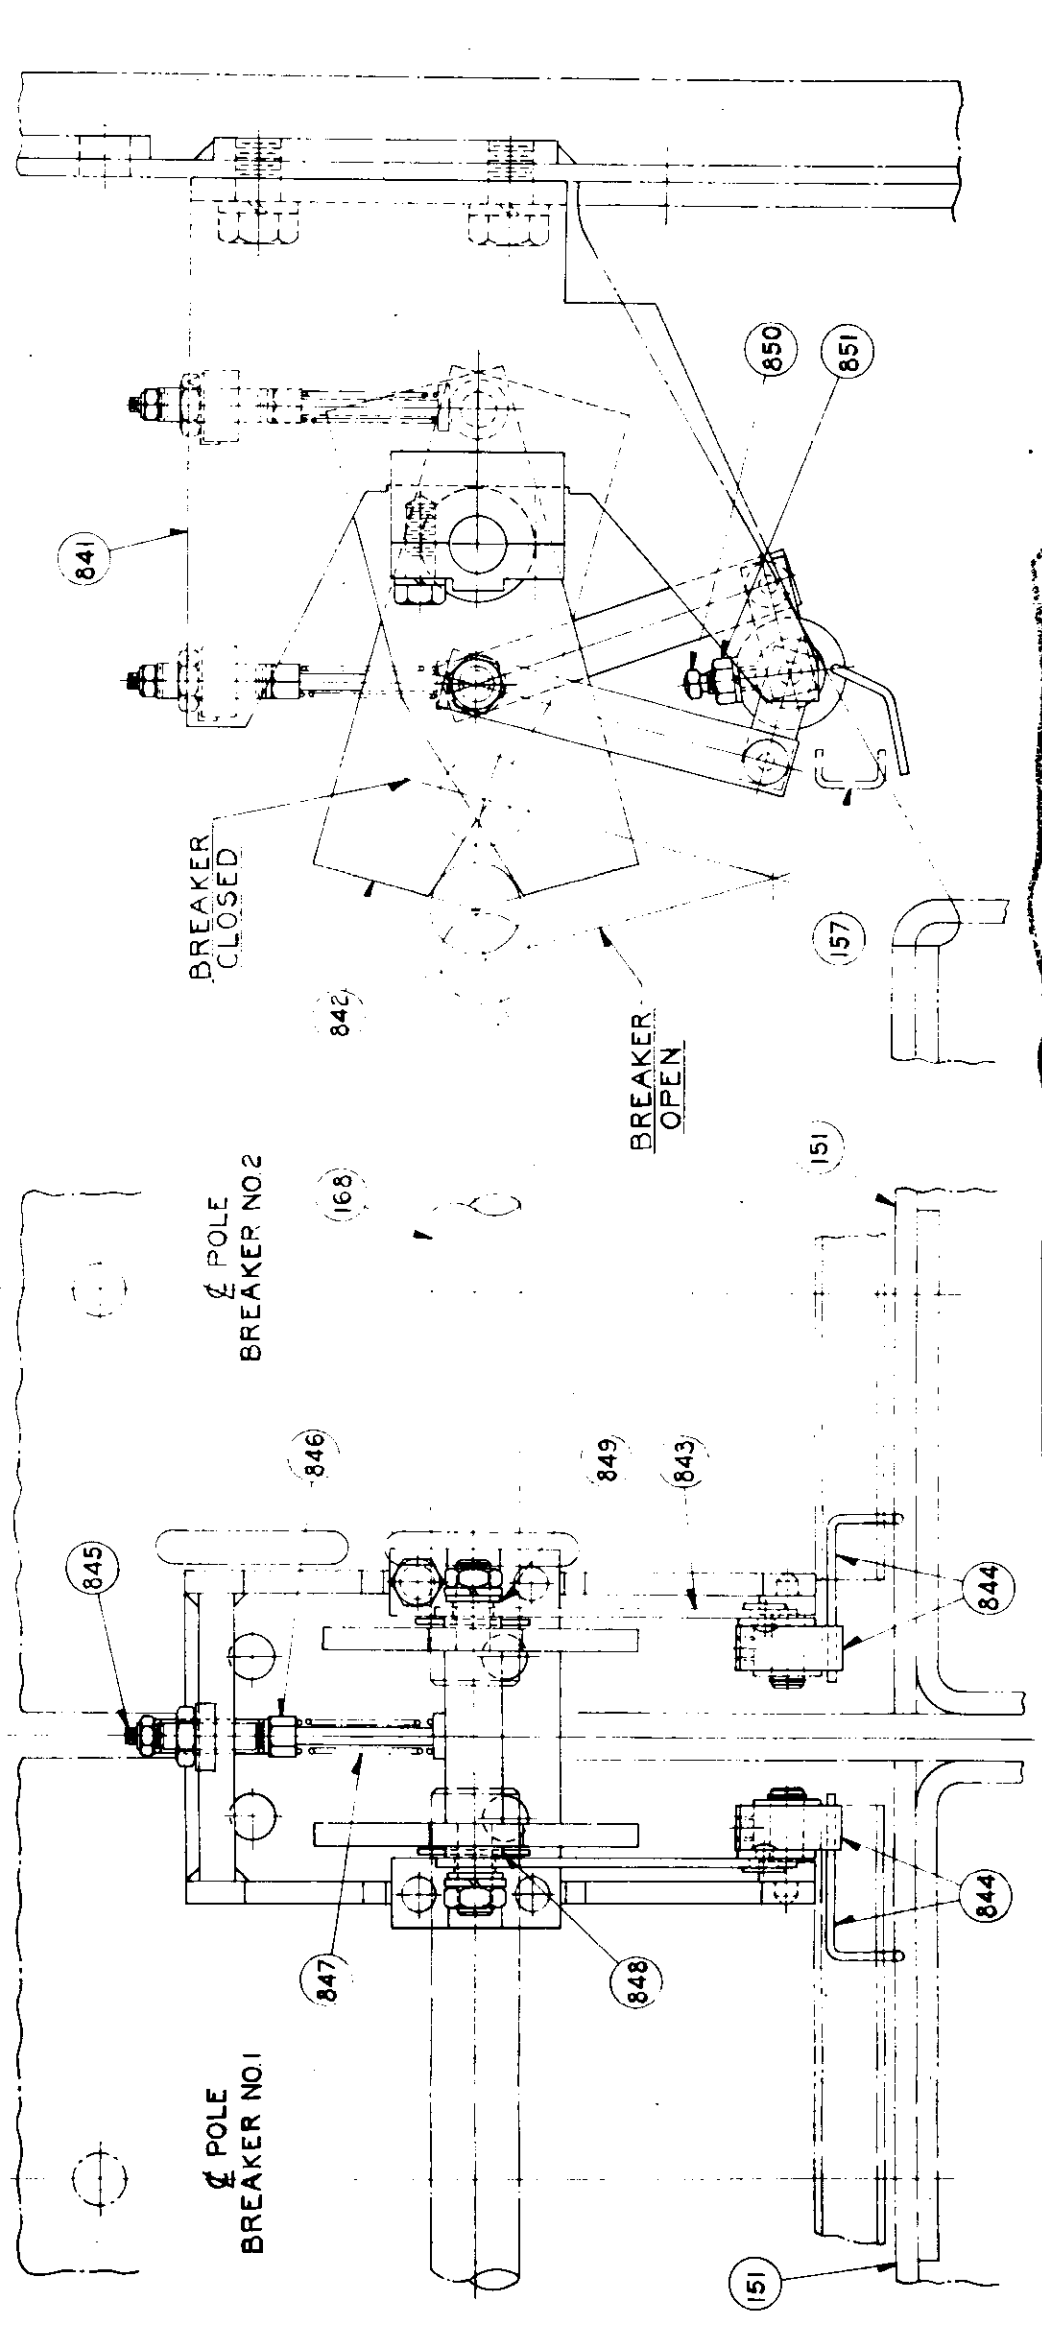 845
℄ POLE
BREAKER NO.1
℄ POLE
BREAKER NO.2
847
846
168
848
849
843
151
151
844
844
841
BREAKER
CLOSED
842
BREAKER
OPEN
850
851
157